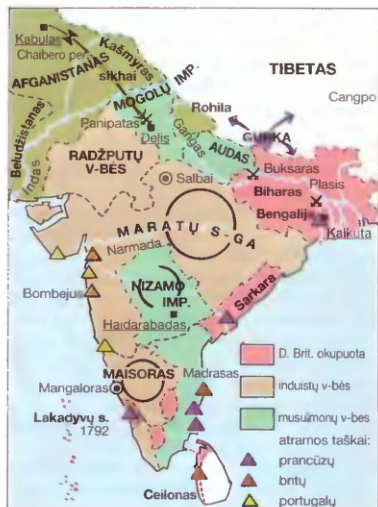 Kabulas
Chaibero per.
AFGANISTANAS
Kašmyras
sikhai
MOGOLŲ IMP.
TIBETAS
Beludžistanas
Indas
Panipatas
Delis
Gangas
Rohila
GURKA
Cangpo
AUDAS
RADŽPUTŲ
V-BĖS
Salbai
Buksaras
Biharas
Plasis
Bengalij
Kalkuta
MARATŲ S-GA
Narmada
Bombėjus
NIZAMO
IMP.
Haidarabadas
Sarkara
MAISORAS
Mangaloras
Madrasas
Lakadyvų s.
1792
Ceilonas
D. Brit. okupuota
induistų v-bės
musulmonų v-bės
atramos taškai:
prancūzų
britų
portugalų